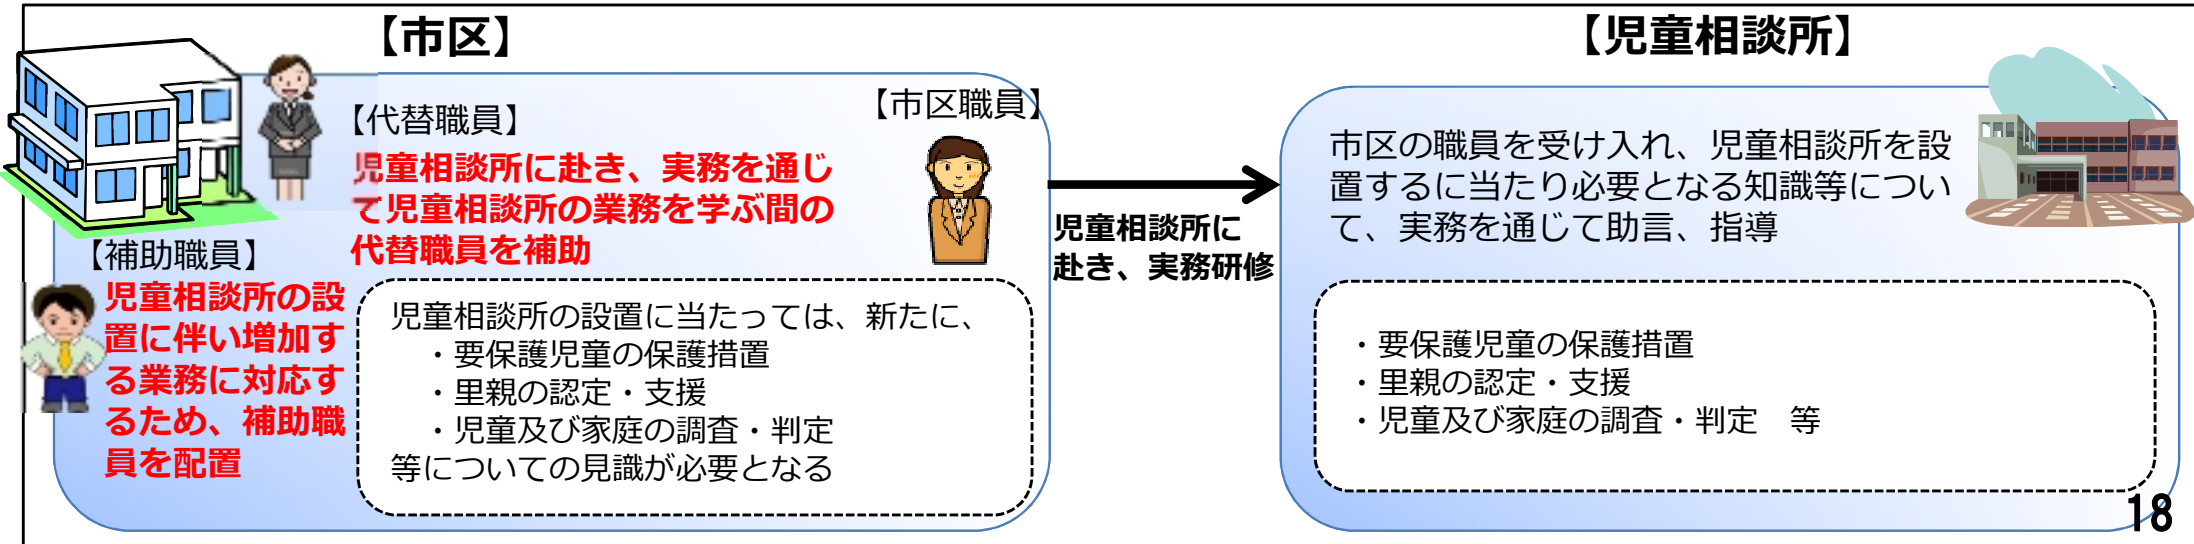 【市区】
【代替職員】
児童相談所に赴き、実務を通じ
て児童相談所の業務を学ぶ間の
代替職員を補助
【市区職員】
【補助職員】
児童相談所の設
置に伴い増加す
る業務に対応す
るため、補助職
員を配置
児童相談所の設置に当たっては、新たに、
・要保護児童の保護措置
・里親の認定・支援
・児童及び家庭の調査・判定
等についての見識が必要となる
児童相談所に
赴き、実務研修
【児童相談所】
市区の職員を受け入れ、児童相談所を設
置するに当たり必要となる知識等につい
て、実務を通じて助言、指導
・要保護児童の保護措置
・里親の認定・支援
・児童及び家庭の調査・判定　等
18